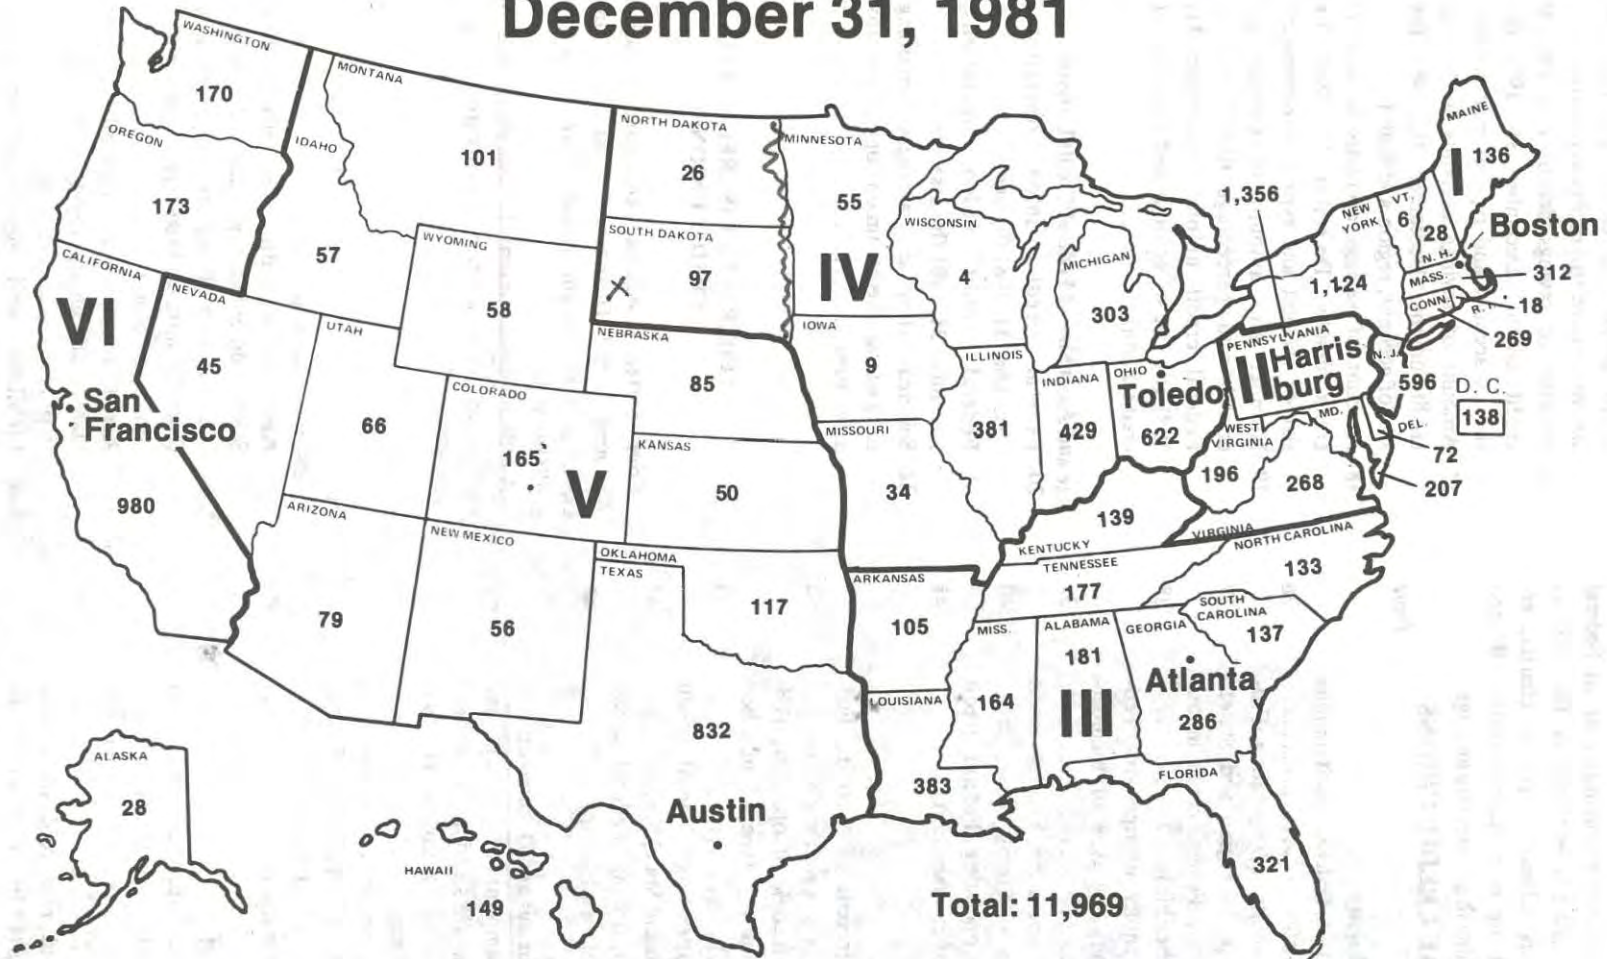 December 31, 1981
WASHINGTON
170
MONTANA
101
OREGON
173
IDAHO
57
NORTH DAKOTA
26
MINNESOTA
55
SOUTH DAKOTA
97
IV
WISCONSIN
4
MICHIGAN
303
1,356
NEW
YORK
1,124
VT.
6
28
N. H.
MAINE
I
136
Boston
MASS.
312
CONN.
R. I.
18
269
WYOMING
58
CALIFORNIA
VI
NEVADA
45
San
Francisco
980
UTAH
66
COLORADO
165
V
NEBRASKA
85
KANSAS
50
IOWA
9
MISSOURI
34
ILLINOIS
381
INDIANA
429
OHIO
Toledo
622
PENNSYLVANIA
II
Harris
burg
N. J.
596
D. C.
138
MD.
DEL.
72
207
WEST
VIRGINIA
196
268
VIRGINIA
139
KENTUCKY
TENNESSEE
177
NORTH CAROLINA
133
SOUTH
CAROLINA
137
ARIZONA
79
NEW MEXICO
56
OKLAHOMA
117
TEXAS
832
Austin
ARKANSAS
105
LOUISIANA
383
MISS.
164
ALABAMA
181
III
GEORGIA
Atlanta
286
FLORIDA
321
ALASKA
28
HAWAII
149
Total: 11,969